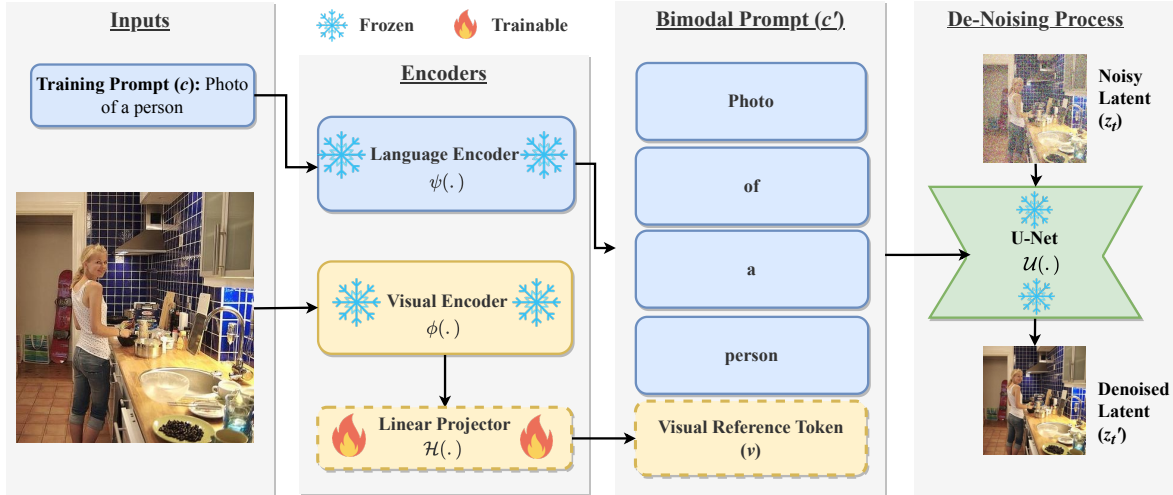 Inputs
Frozen
Trainable
Bimodal Prompt (c′)
De-Noising Process
Training Prompt (c): Photo
of a person
Encoders
Language Encoder
ψ(.)
Visual Encoder
ϕ(.)
Linear Projector
ℋ(.)
Photo
of
a
person
Visual Reference Token
(v)
Noisy
Latent
(zₜ)
U-Net
𝒰(.)
Denoised
Latent
(zₜ′)